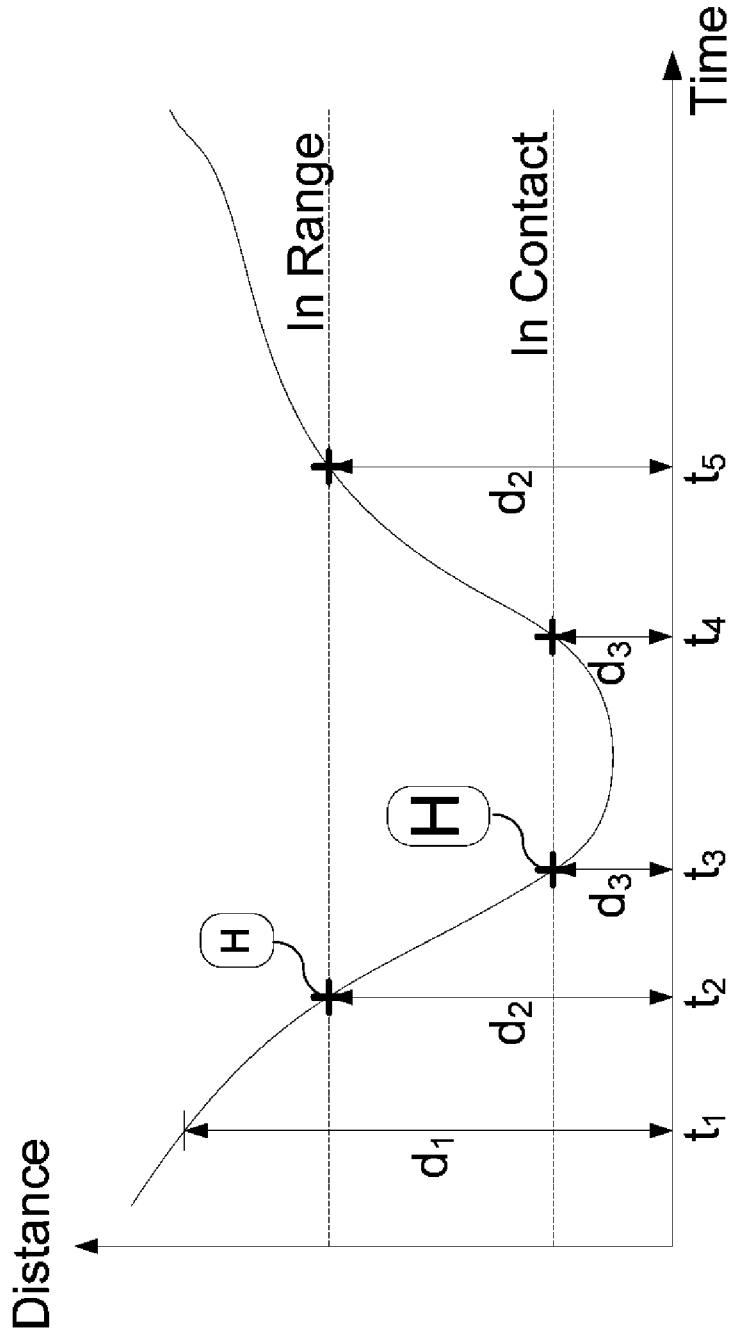 Distance
H
In Range
H
In Contact
d₁
d₂
d₃
d₃
d₂
t₁
t₂
t₃
t₄
t₅
Time